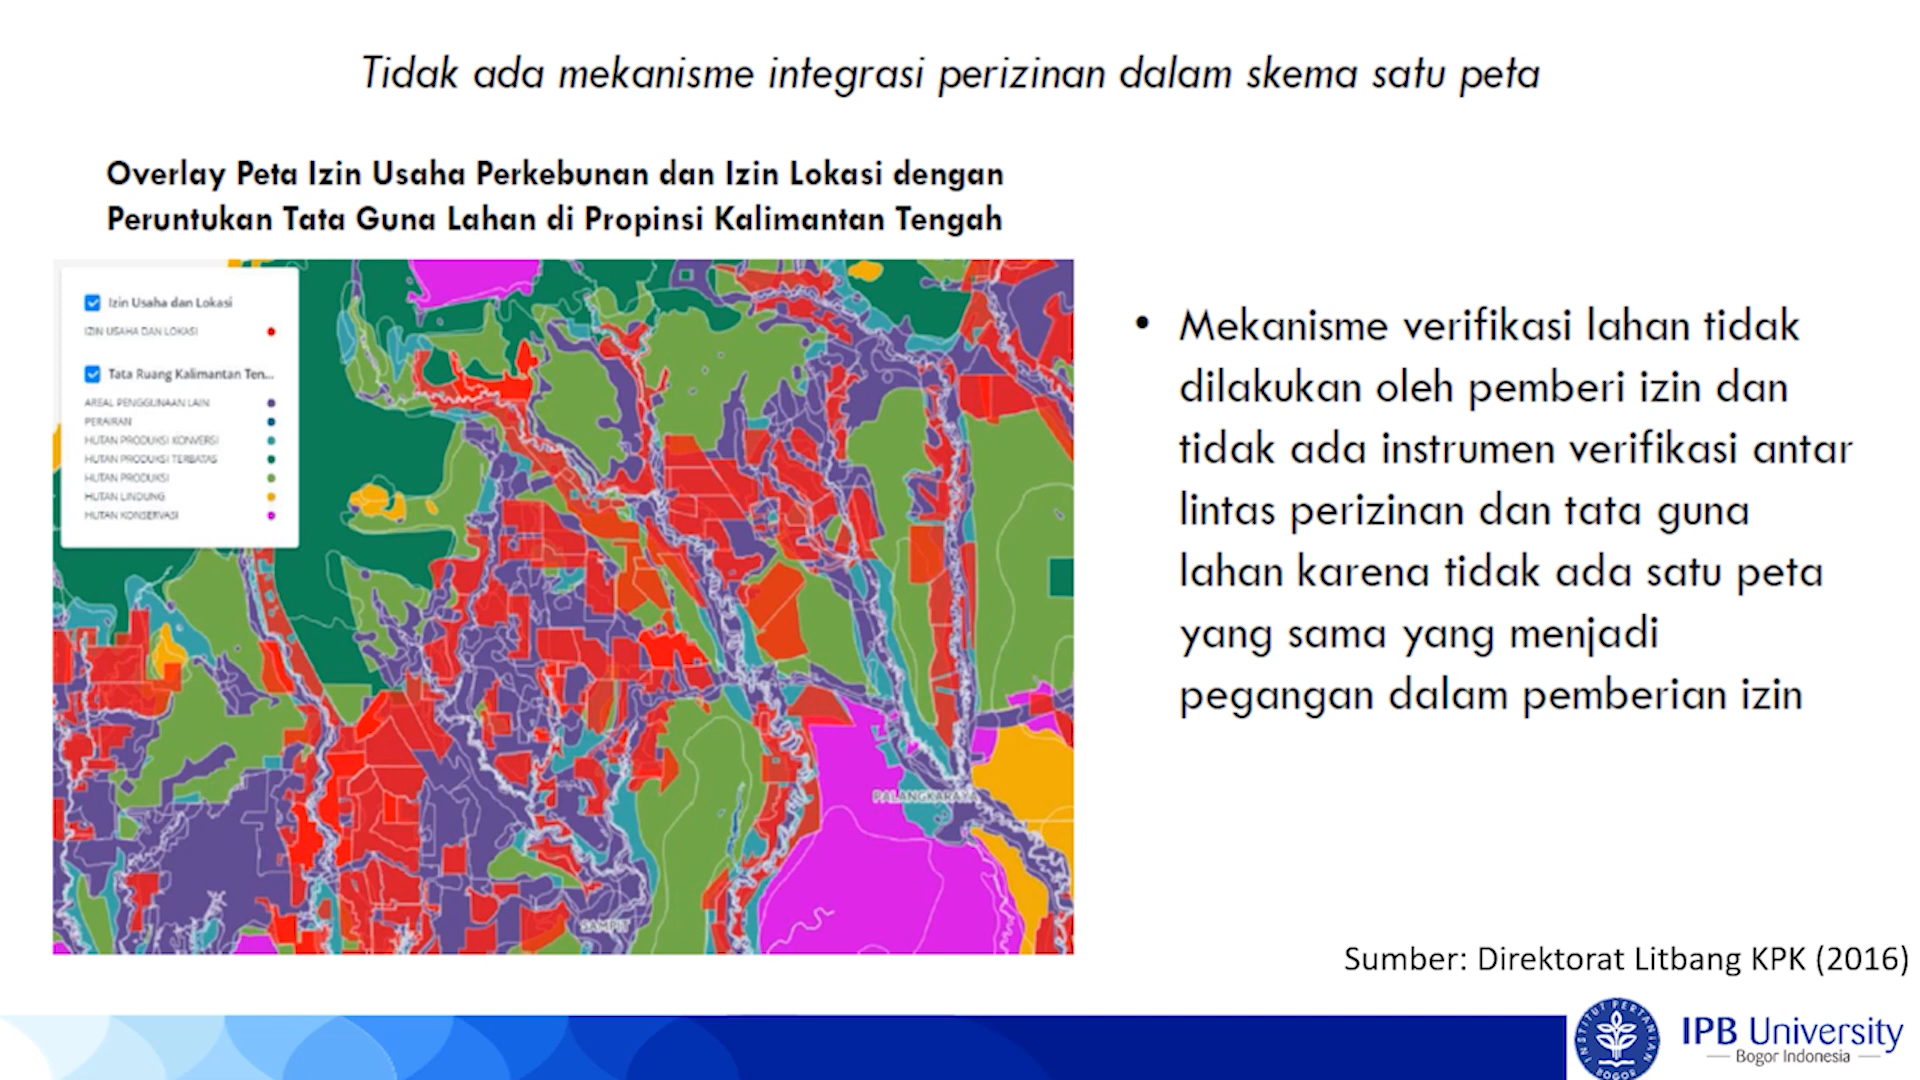 Tidak ada mekanisme integrasi perizinan dalam skema satu peta
Overlay Peta Izin Usaha Perkebunan dan Izin Lokasi dengan
Peruntukan Tata Guna Lahan di Propinsi Kalimantan Tengah
Izin Usaha dan Lokasi
IZIN USAHA DAN LOKASI
Tata Ruang Kalimantan Ten...
AREAL PENGGUNAAN LAIN
PERAIRAN
HUTAN PRODUKSI KONVERSI
HUTAN PRODUKSI TERBATAS
HUTAN PRODUKSI
HUTAN LINDUNG
HUTAN KONSERVASI
PALANGKARAYA
SAMPIT
• Mekanisme verifikasi lahan tidak
dilakukan oleh pemberi izin dan
tidak ada instrumen verifikasi antar
lintas perizinan dan tata guna
lahan karena tidak ada satu peta
yang sama yang menjadi
pegangan dalam pemberian izin
Sumber: Direktorat Litbang KPK (2016)
INSTITUT PERTANIAN
BOGOR
IPB University
Bogor Indonesia